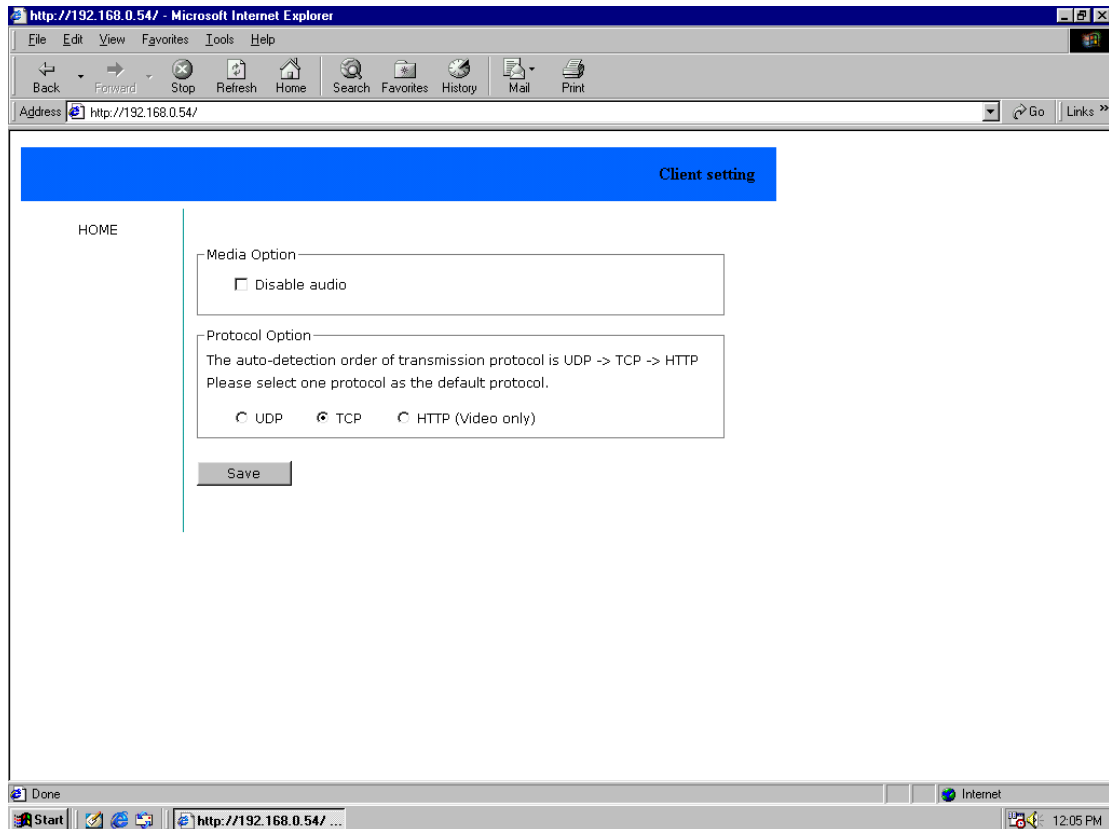 http://192.168.0.54/ - Microsoft Internet Explorer
File Edit View Favorites Tools Help
Back Forward Stop Refresh Home Search Favorites History Mail Print
Address http://192.168.0.54/ Go Links »
Client setting
HOME
Media Option
Disable audio
Protocol Option
The auto-detection order of transmission protocol is UDP -> TCP -> HTTP
Please select one protocol as the default protocol.
UDP TCP HTTP (Video only)
Save
Done Internet
Start http://192.168.0.54/ ... 12:05 PM